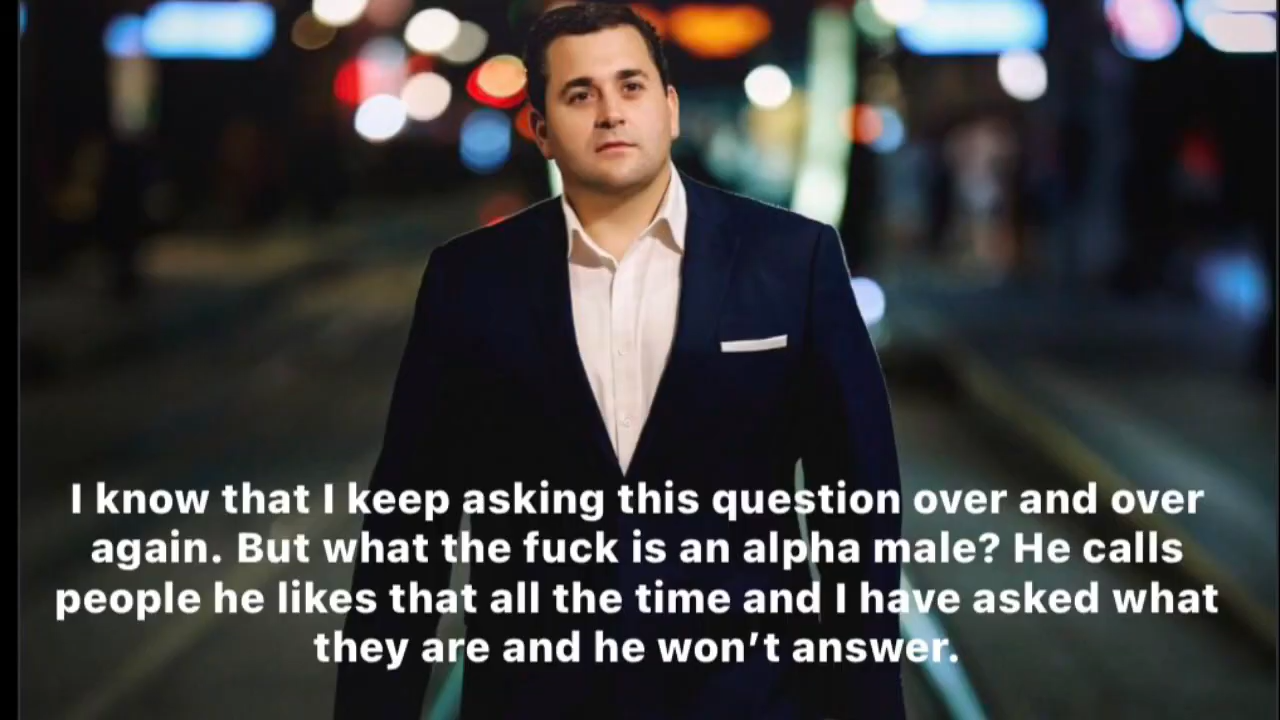 I know that I keep asking this question over and over
again. But what the fuck is an alpha male? He calls
people he likes that all the time and I have asked what
they are and he won’t answer.